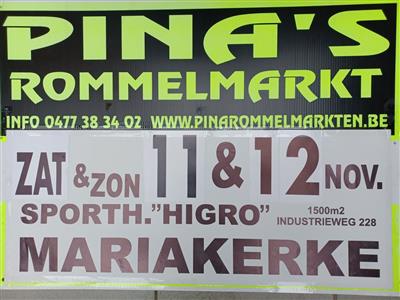 PINA'S
ROMMELMARKT
INFO 0477 38 34 02 WWW.PINAROMMELMARKTEN.BE
ZAT & ZON 11 & 12 NOV.
SPORTH."HIGRO" 1500m2
INDUSTRIEWEG 228
MARIAKERKE